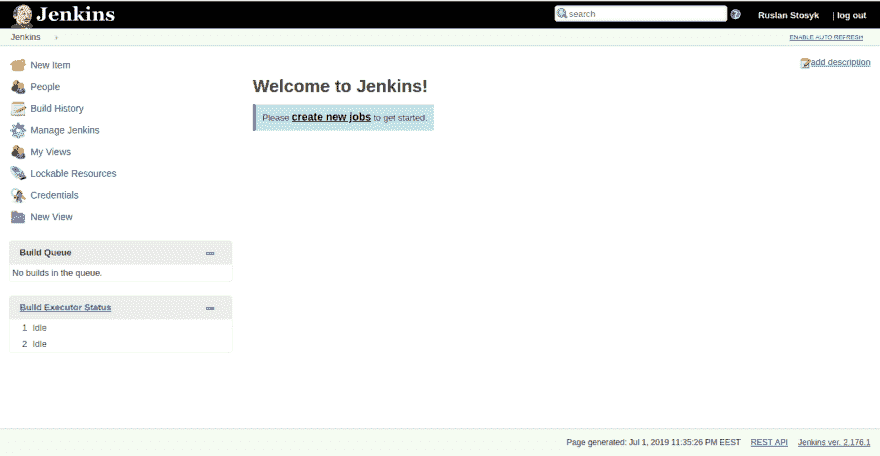 Jenkins
search
Ruslan Stosyk | log out
Jenkins ›
ENABLE AUTO REFRESH
New Item
People
Build History
Manage Jenkins
My Views
Lockable Resources
Credentials
New View
Build Queue
No builds in the queue.
Build Executor Status
1 Idle
2 Idle
add description
Welcome to Jenkins!
Please create new jobs to get started.
Page generated: Jul 1, 2019 11:35:26 PM EEST REST API Jenkins ver. 2.176.1